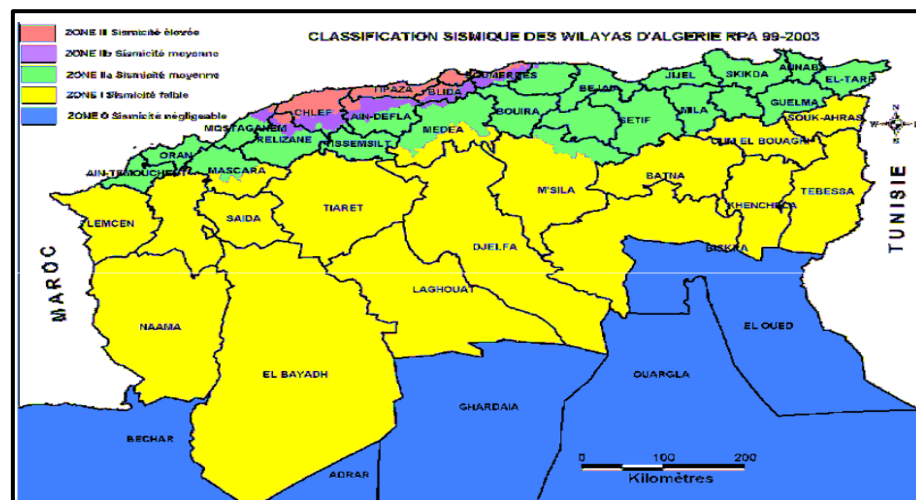 ZONE III Sismicité élevée
ZONE IIb Sismicité moyenne
ZONE IIa Sismicité moyenne
ZONE I Sismicité faible
ZONE 0 Sismicité négligeable
CLASSIFICATION SISMIQUE DES WILAYAS D'ALGERIE RPA 99-2003
TIPAZA
BLIDA
BOUMERDES
BEJAIA
JIJEL
SKIKDA
ANNABA
EL-TARF
CHLEF
AIN-DEFLA
BOUIRA
SETIF
MILA
GUELMA
SOUK-AHRAS
MOSTAGANEM
RELIZANE
TISSEMSILT
MEDEA
OUM EL BOUAGHI
ORAN
AIN-TEMOUCHENT
MASCARA
M'SILA
BATNA
KHENCHELA
TEBESSA
TLEMCEN
SAIDA
TIARET
DJELFA
BISKRA
N
W
E
S
TUNISIE
MAROC
LAGHOUAT
NAAMA
EL BAYADH
EL OUED
OUARGLA
GHARDAIA
BECHAR
ADRAR
0 100 200
Kilomètres